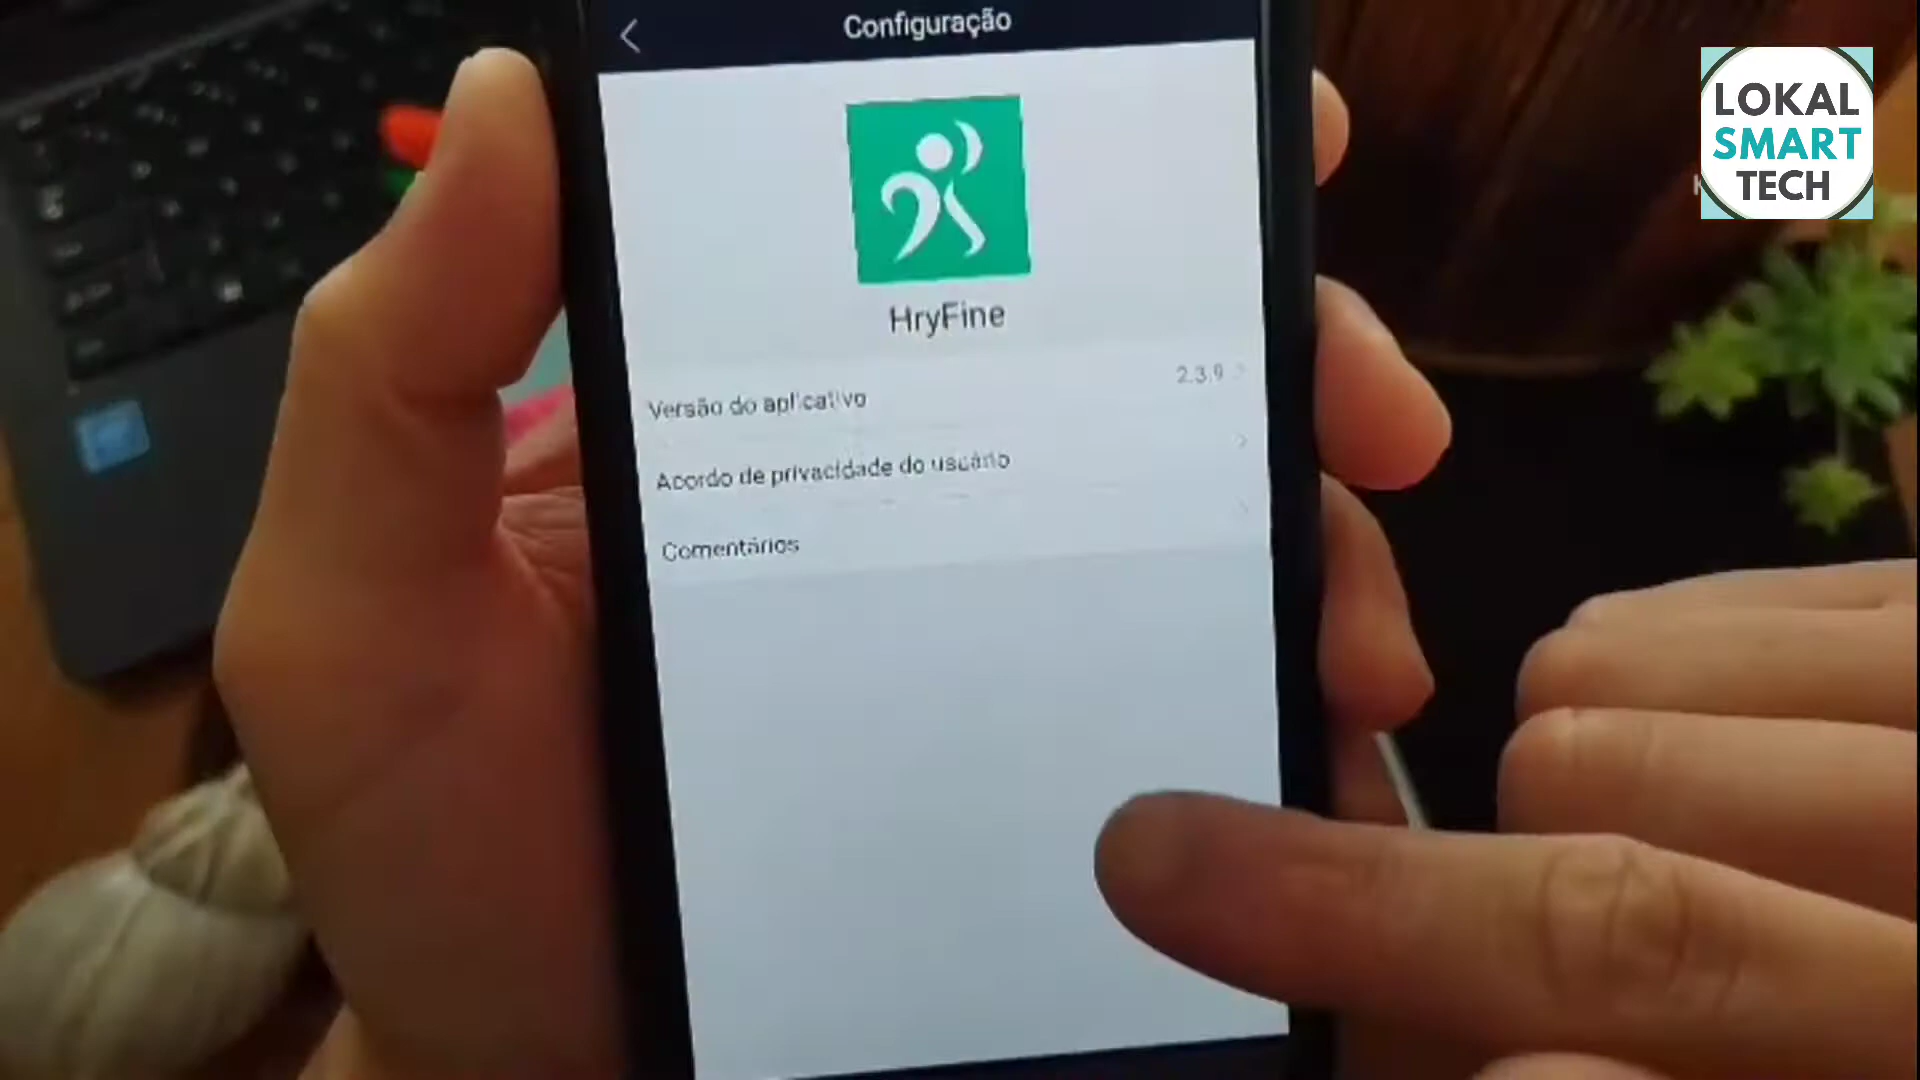 Configuração
HryFine
Versão do aplicativo
2.3.9
Acordo de privacidade do usuário
Comentários
LOKAL
SMART
TECH